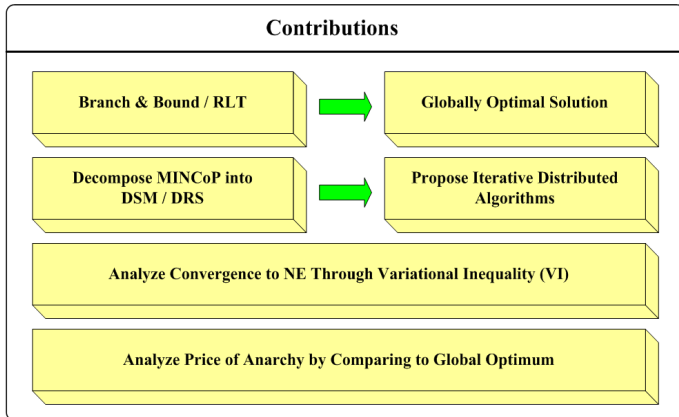 Contributions
Branch & Bound / RLT
Globally Optimal Solution
Decompose MINCoP into
DSM / DRS
Propose Iterative Distributed
Algorithms
Analyze Convergence to NE Through Variational Inequality (VI)
Analyze Price of Anarchy by Comparing to Global Optimum